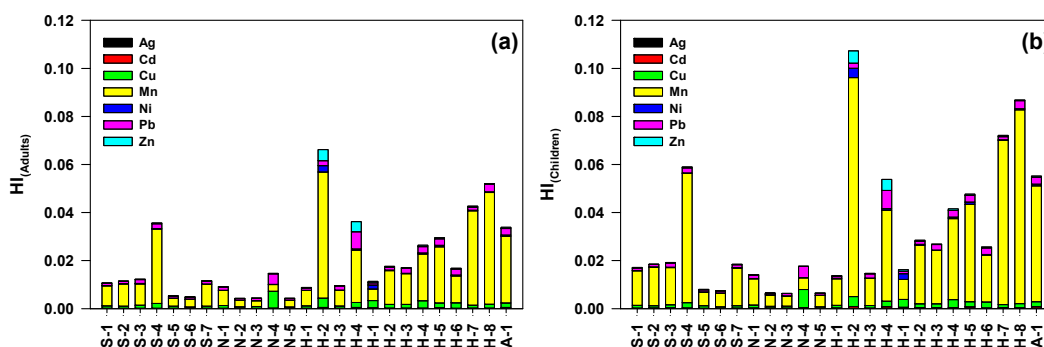 0.12
0.10
0.08
0.06
0.04
0.02
0.00
HI(Adults)
(a)
Ag
Cd
Cu
Mn
Ni
Pb
Zn
S-1
S-2
S-3
S-4
S-5
S-6
S-7
N-1
N-2
N-3
N-4
N-5
H-1
H-2
H-3
H-4
H-1
H-2
H-3
H-4
H-5
H-6
H-7
H-8
A-1
0.12
0.10
0.08
0.06
0.04
0.02
0.00
HI(Children)
(b)
Ag
Cd
Cu
Mn
Ni
Pb
Zn
S-1
S-2
S-3
S-4
S-5
S-6
S-7
N-1
N-2
N-3
N-4
N-5
H-1
H-2
H-3
H-4
H-1
H-2
H-3
H-4
H-5
H-6
H-7
H-8
A-1